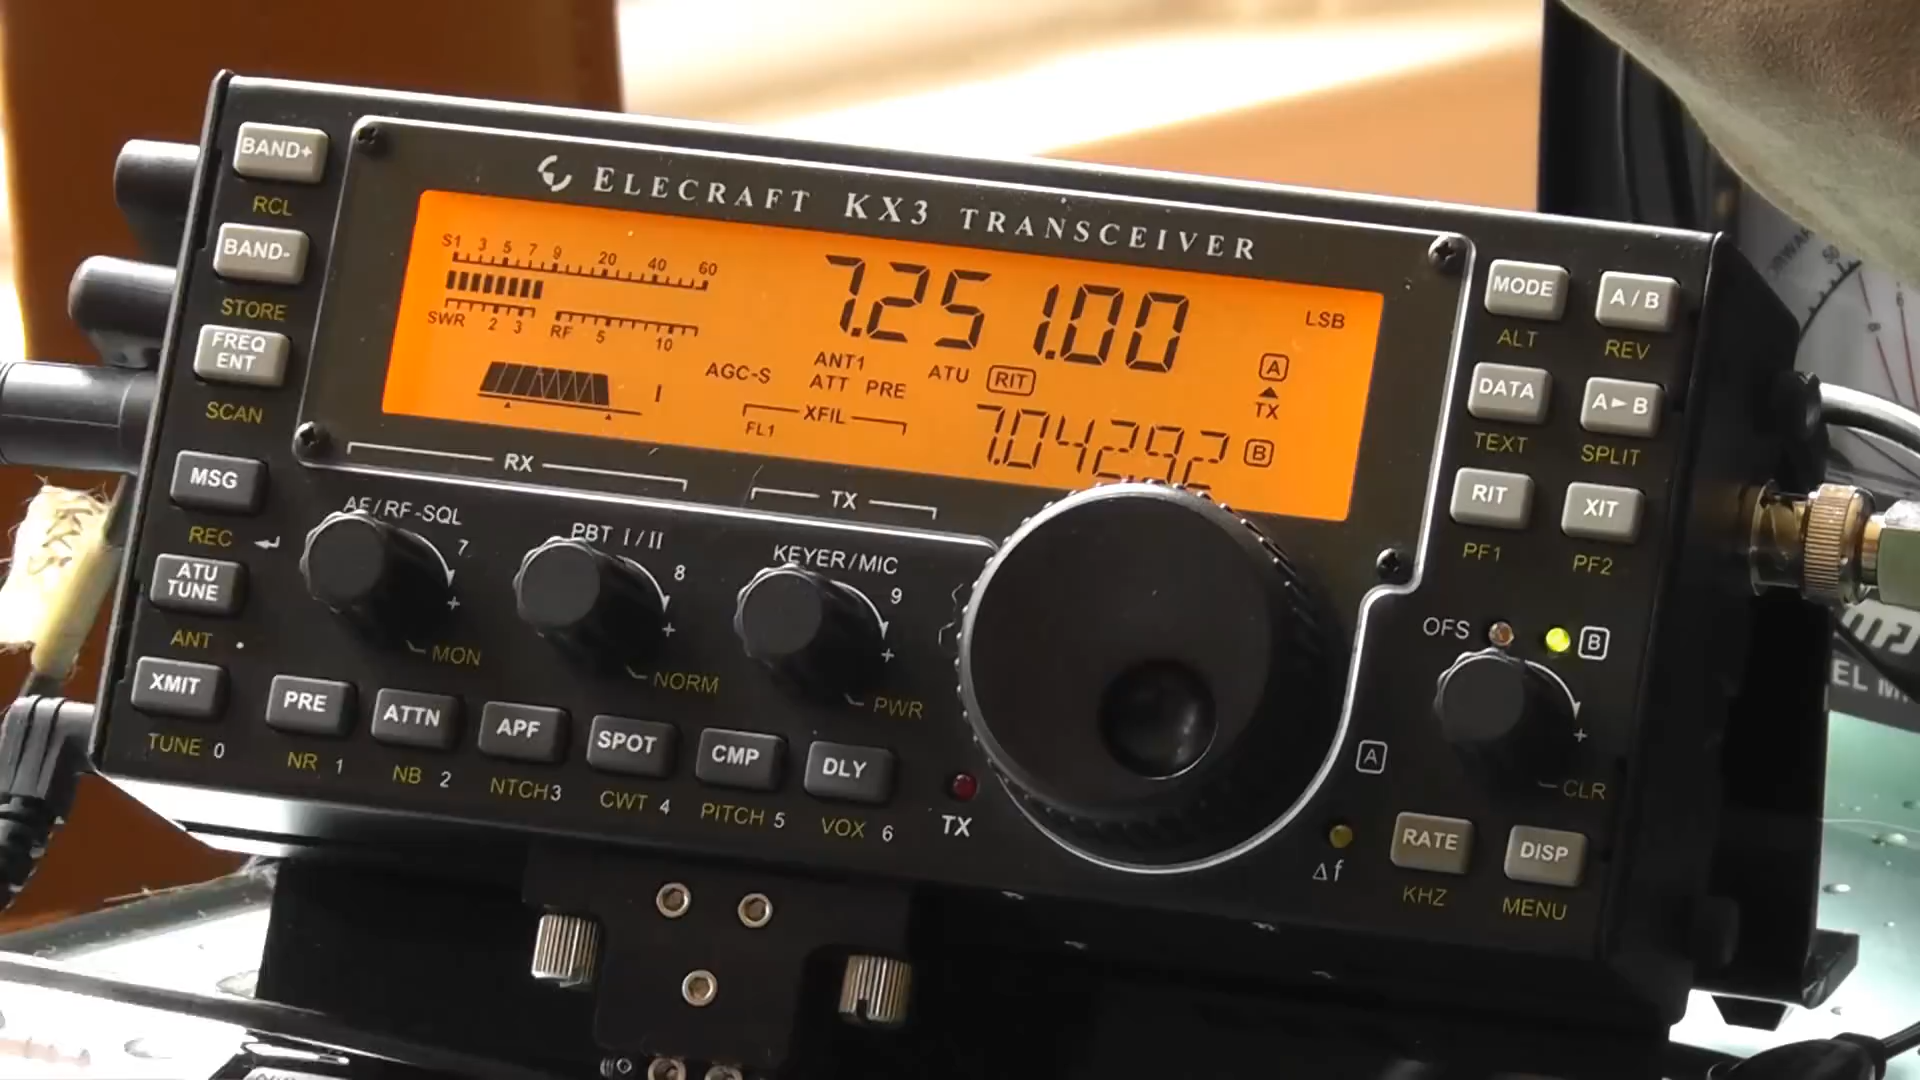 ELECRAFT KX3 TRANSCEIVER
BAND+
RCL
BAND-
STORE
FREQ
ENT
SCAN
MSG
REC
ATU
TUNE
ANT
XMIT
TUNE 0
S1 3 5 7 9 20 40 60
SWR 2 3 RF 5 10
7.251.00
LSB
AGC-S
ANT1
ATT PRE
ATU
RIT
A
TX
I
XFIL
FL1
7.04292
B
RX
TX
AF/RF-SQL
7
+
MON
PBT I/II
8
+
NORM
KEYER/MIC
9
+
PWR
PRE
NR 1
ATTN
NB 2
APF
NTCH 3
SPOT
CWT 4
CMP
PITCH 5
DLY
VOX 6
TX
MODE
ALT
A/B
REV
DATA
TEXT
A►B
SPLIT
RIT
PF1
XIT
PF2
OFS
B
A
+
CLR
Δf
RATE
KHZ
DISP
MENU